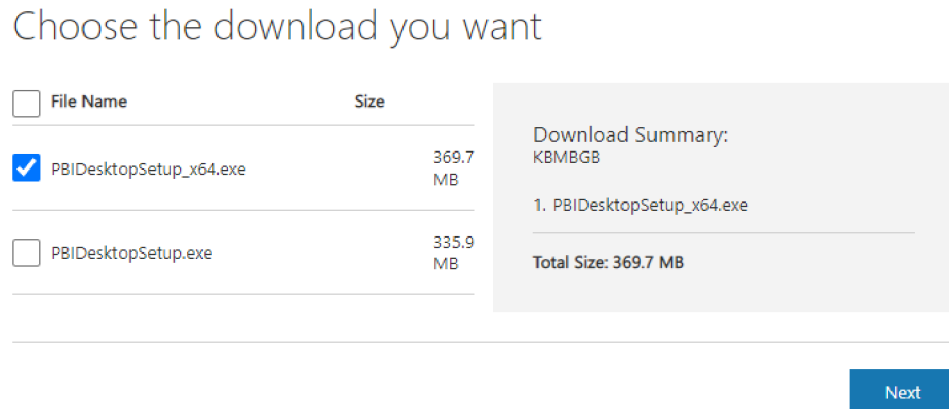 Choose the download you want
File Name Size
PBIDesktopSetup_x64.exe 369.7
MB
PBIDesktopSetup.exe 335.9
MB
Download Summary:
KBMBGB
1. PBIDesktopSetup_x64.exe
Total Size: 369.7 MB
Next